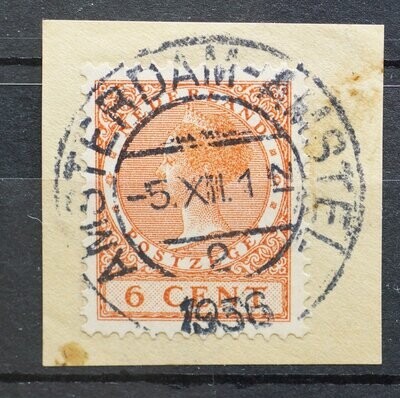 AMSTERDAM-AMSTEL
NEDERLAND
-5.XII.1
POSTZEGEL
6 CENT
1936